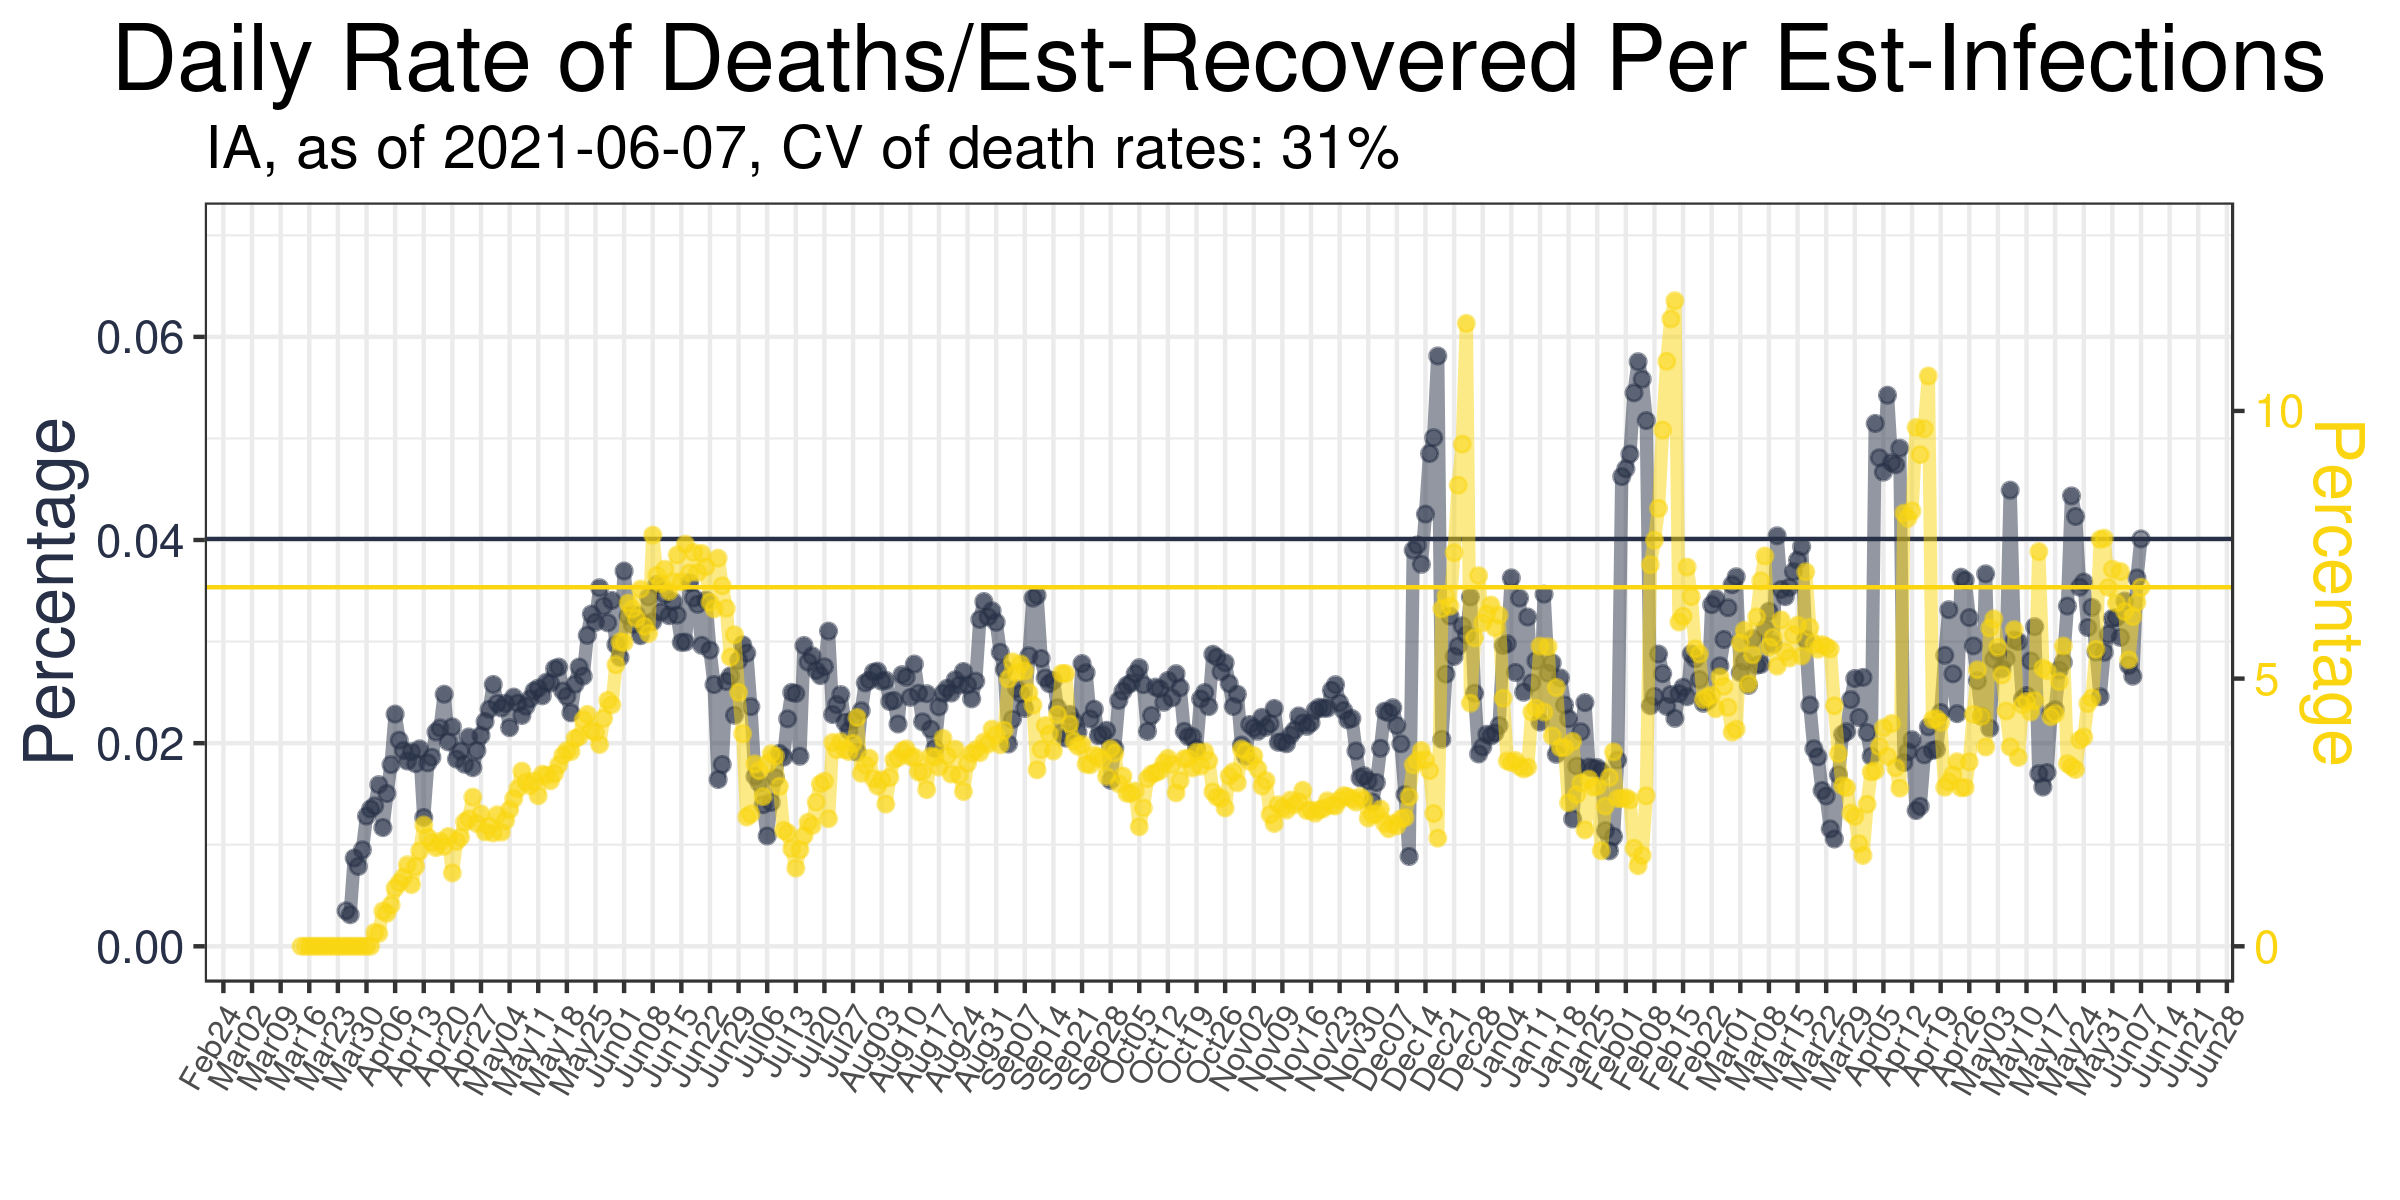 Daily Rate of Deaths/Est-Recovered Per Est-Infections
IA, as of 2021-06-07, CV of death rates: 31%
Percentage
0.06
0.04
0.02
0.00
10
5
0
Percentage
Feb24
Mar02
Mar09
Mar16
Mar23
Mar30
Apr06
Apr13
Apr20
Apr27
May04
May11
May18
May25
Jun01
Jun08
Jun15
Jun22
Jun29
Jul06
Jul13
Jul20
Jul27
Aug03
Aug10
Aug17
Aug24
Aug31
Sep07
Sep14
Sep21
Sep28
Oct05
Oct12
Oct19
Oct26
Nov02
Nov09
Nov16
Nov23
Nov30
Dec07
Dec14
Dec21
Dec28
Jan04
Jan11
Jan18
Jan25
Feb01
Feb08
Feb15
Feb22
Mar01
Mar08
Mar15
Mar22
Mar29
Apr05
Apr12
Apr19
Apr26
May03
May10
May17
May24
May31
Jun07
Jun14
Jun21
Jun28